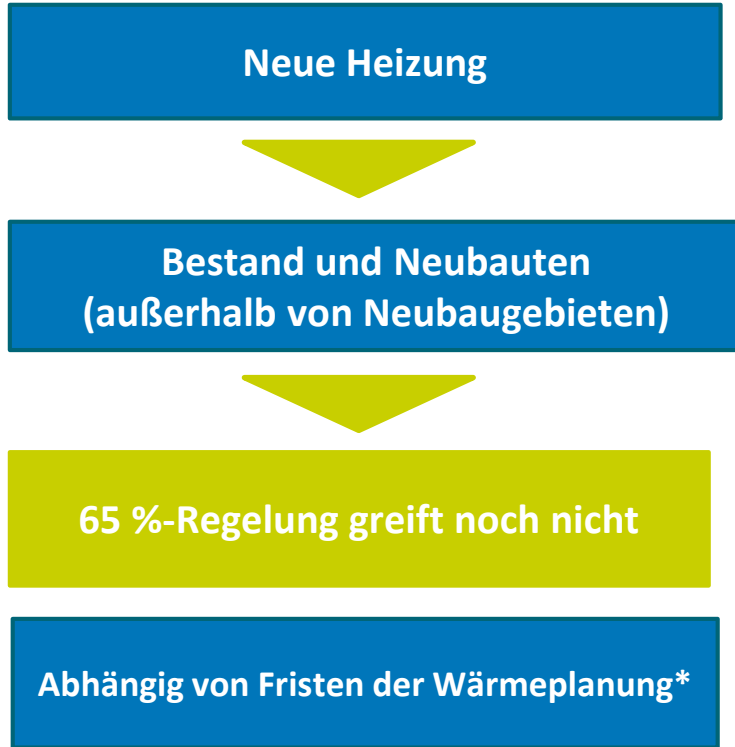 Neue Heizung
Bestand und Neubauten
(außerhalb von Neubaugebieten)
65 %-Regelung greift noch nicht
Abhängig von Fristen der Wärmeplanung*